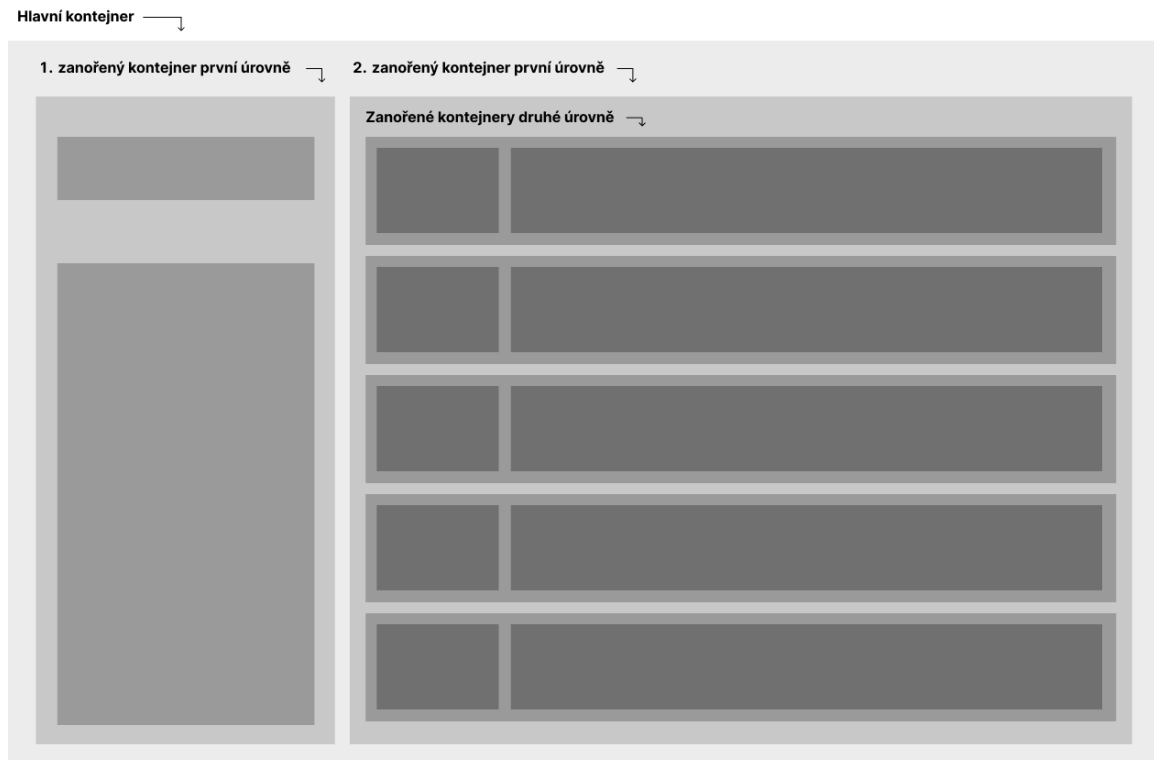 Hlavní kontejner
1. zanořený kontejner první úrovně
2. zanořený kontejner první úrovně
Zanořené kontejnery druhé úrovně